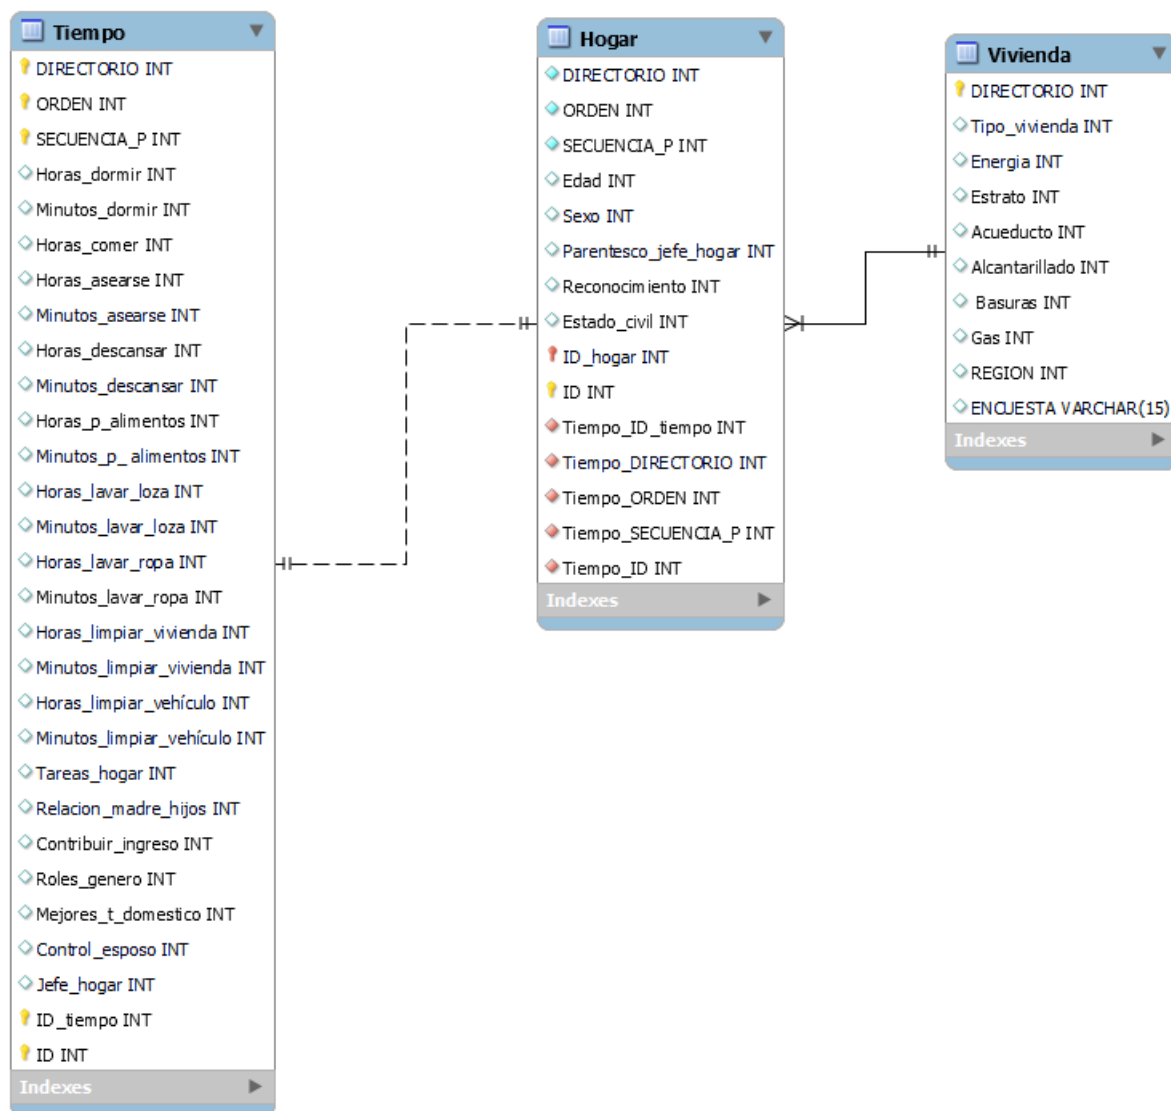 Tiempo
DIRECTORIO INT
ORDEN INT
SECUENCIA_P INT
Horas_dormir INT
Minutos_dormir INT
Horas_comer INT
Horas_asearse INT
Minutos_asearse INT
Horas_descansar INT
Minutos_descansar INT
Horas_p_alimentos INT
Minutos_p_ alimentos INT
Horas_lavar_loza INT
Minutos_lavar_loza INT
Horas_lavar_ropa INT
Minutos_lavar_ropa INT
Horas_limpiar_vivienda INT
Minutos_limpiar_vivienda INT
Horas_limpiar_vehículo INT
Minutos_limpiar_vehículo INT
Tareas_hogar INT
Relacion_madre_hijos INT
Contribuir_ingreso INT
Roles_genero INT
Mejores_t_domestico INT
Control_esposo INT
Jefe_hogar INT
ID_tiempo INT
ID INT
Indexes
Hogar
DIRECTORIO INT
ORDEN INT
SECUENCIA_P INT
Edad INT
Sexo INT
Parentesco_jefe_hogar INT
Reconocimiento INT
Estado_civil INT
ID_hogar INT
ID INT
Tiempo_ID_tiempo INT
Tiempo_DIRECTORIO INT
Tiempo_ORDEN INT
Tiempo_SECUENCIA_P INT
Tiempo_ID INT
Indexes
Vivienda
DIRECTORIO INT
Tipo_vivienda INT
Energia INT
Estrato INT
Acueducto INT
Alcantarillado INT
Basuras INT
Gas INT
REGION INT
ENCUESTA VARCHAR(15)
Indexes